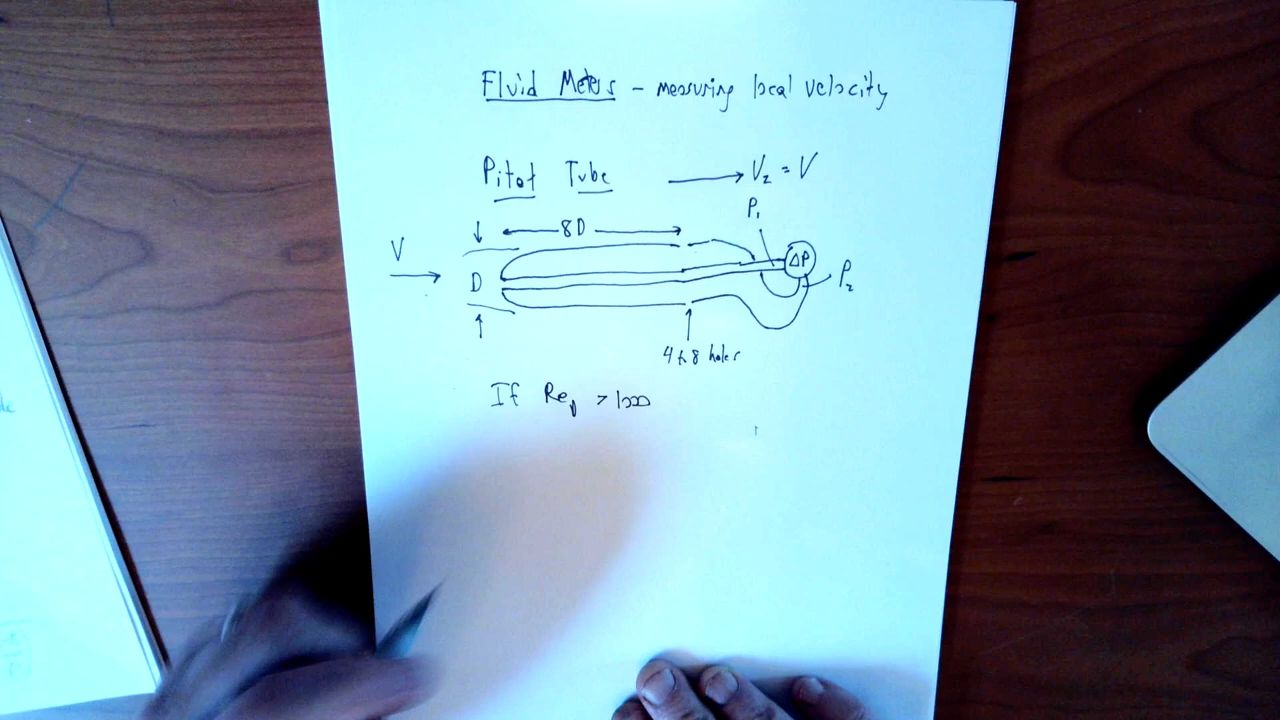 Fluid Meters - measuring local velocity
Pitot Tube → V₂ = V
P₁
8D
V → D ΔP P₂
4 to 8 holes
If Re_D > 1000